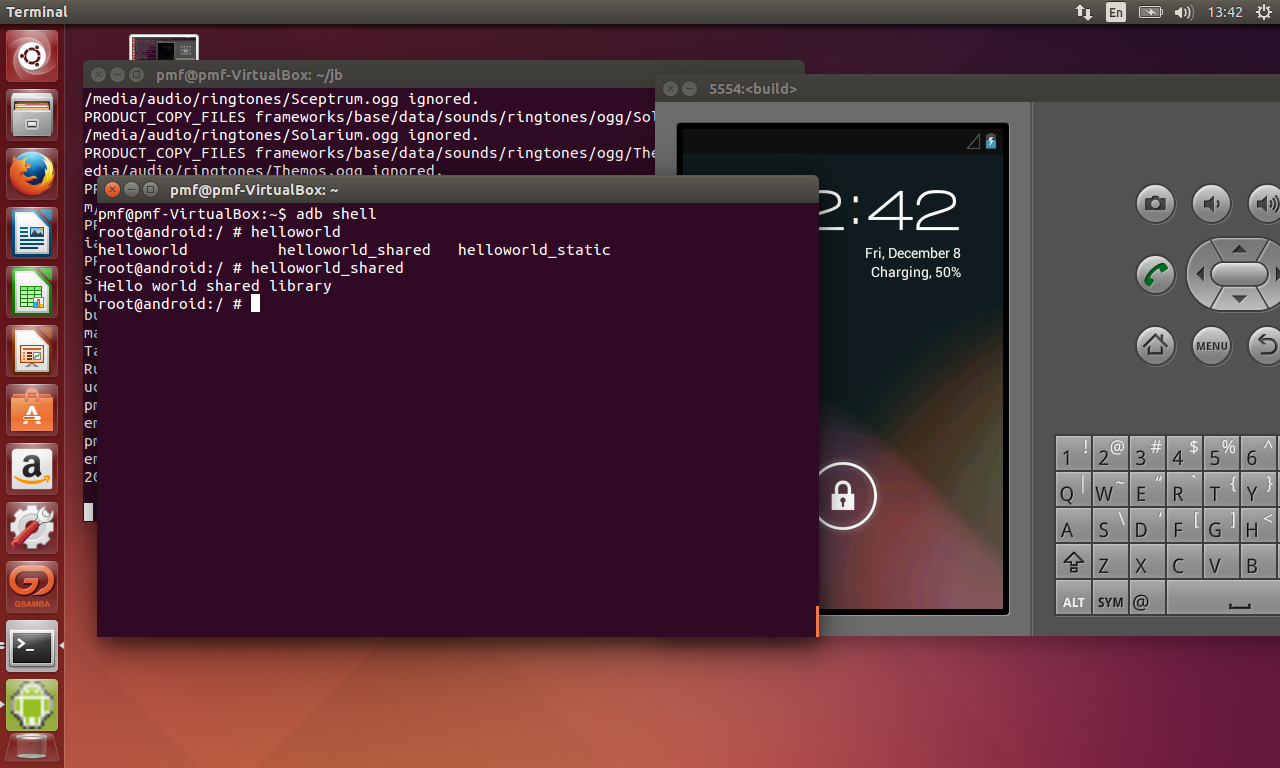 Terminal
En
13:42
pmf@pmf-VirtualBox: ~/jb
/media/audio/ringtones/Sceptrum.ogg ignored.
PRODUCT_COPY_FILES frameworks/base/data/sounds/ringtones/ogg/Sol
/media/audio/ringtones/Solarium.ogg ignored.
PRODUCT_COPY_FILES frameworks/base/data/sounds/ringtones/ogg/The
edia/audio/ringtones/Themos.ogg ignored.
pmf@pmf-VirtualBox: ~
pmf@pmf-VirtualBox:~$ adb shell
root@android:/ # helloworld
helloworld helloworld_shared helloworld_static
root@android:/ # helloworld_shared
Hello world shared library
root@android:/ #
5554:<build>
2:42
Fri, December 8
Charging, 50%
MENU
1 ! 2 @ 3 # 4 $ 5 % 6 ^
Q | W ~ E “ R ` T { Y }
A S \ D ‘ F [ G ] H <
Z X C V B
ALT SYM @
a
GSAMBA
>_